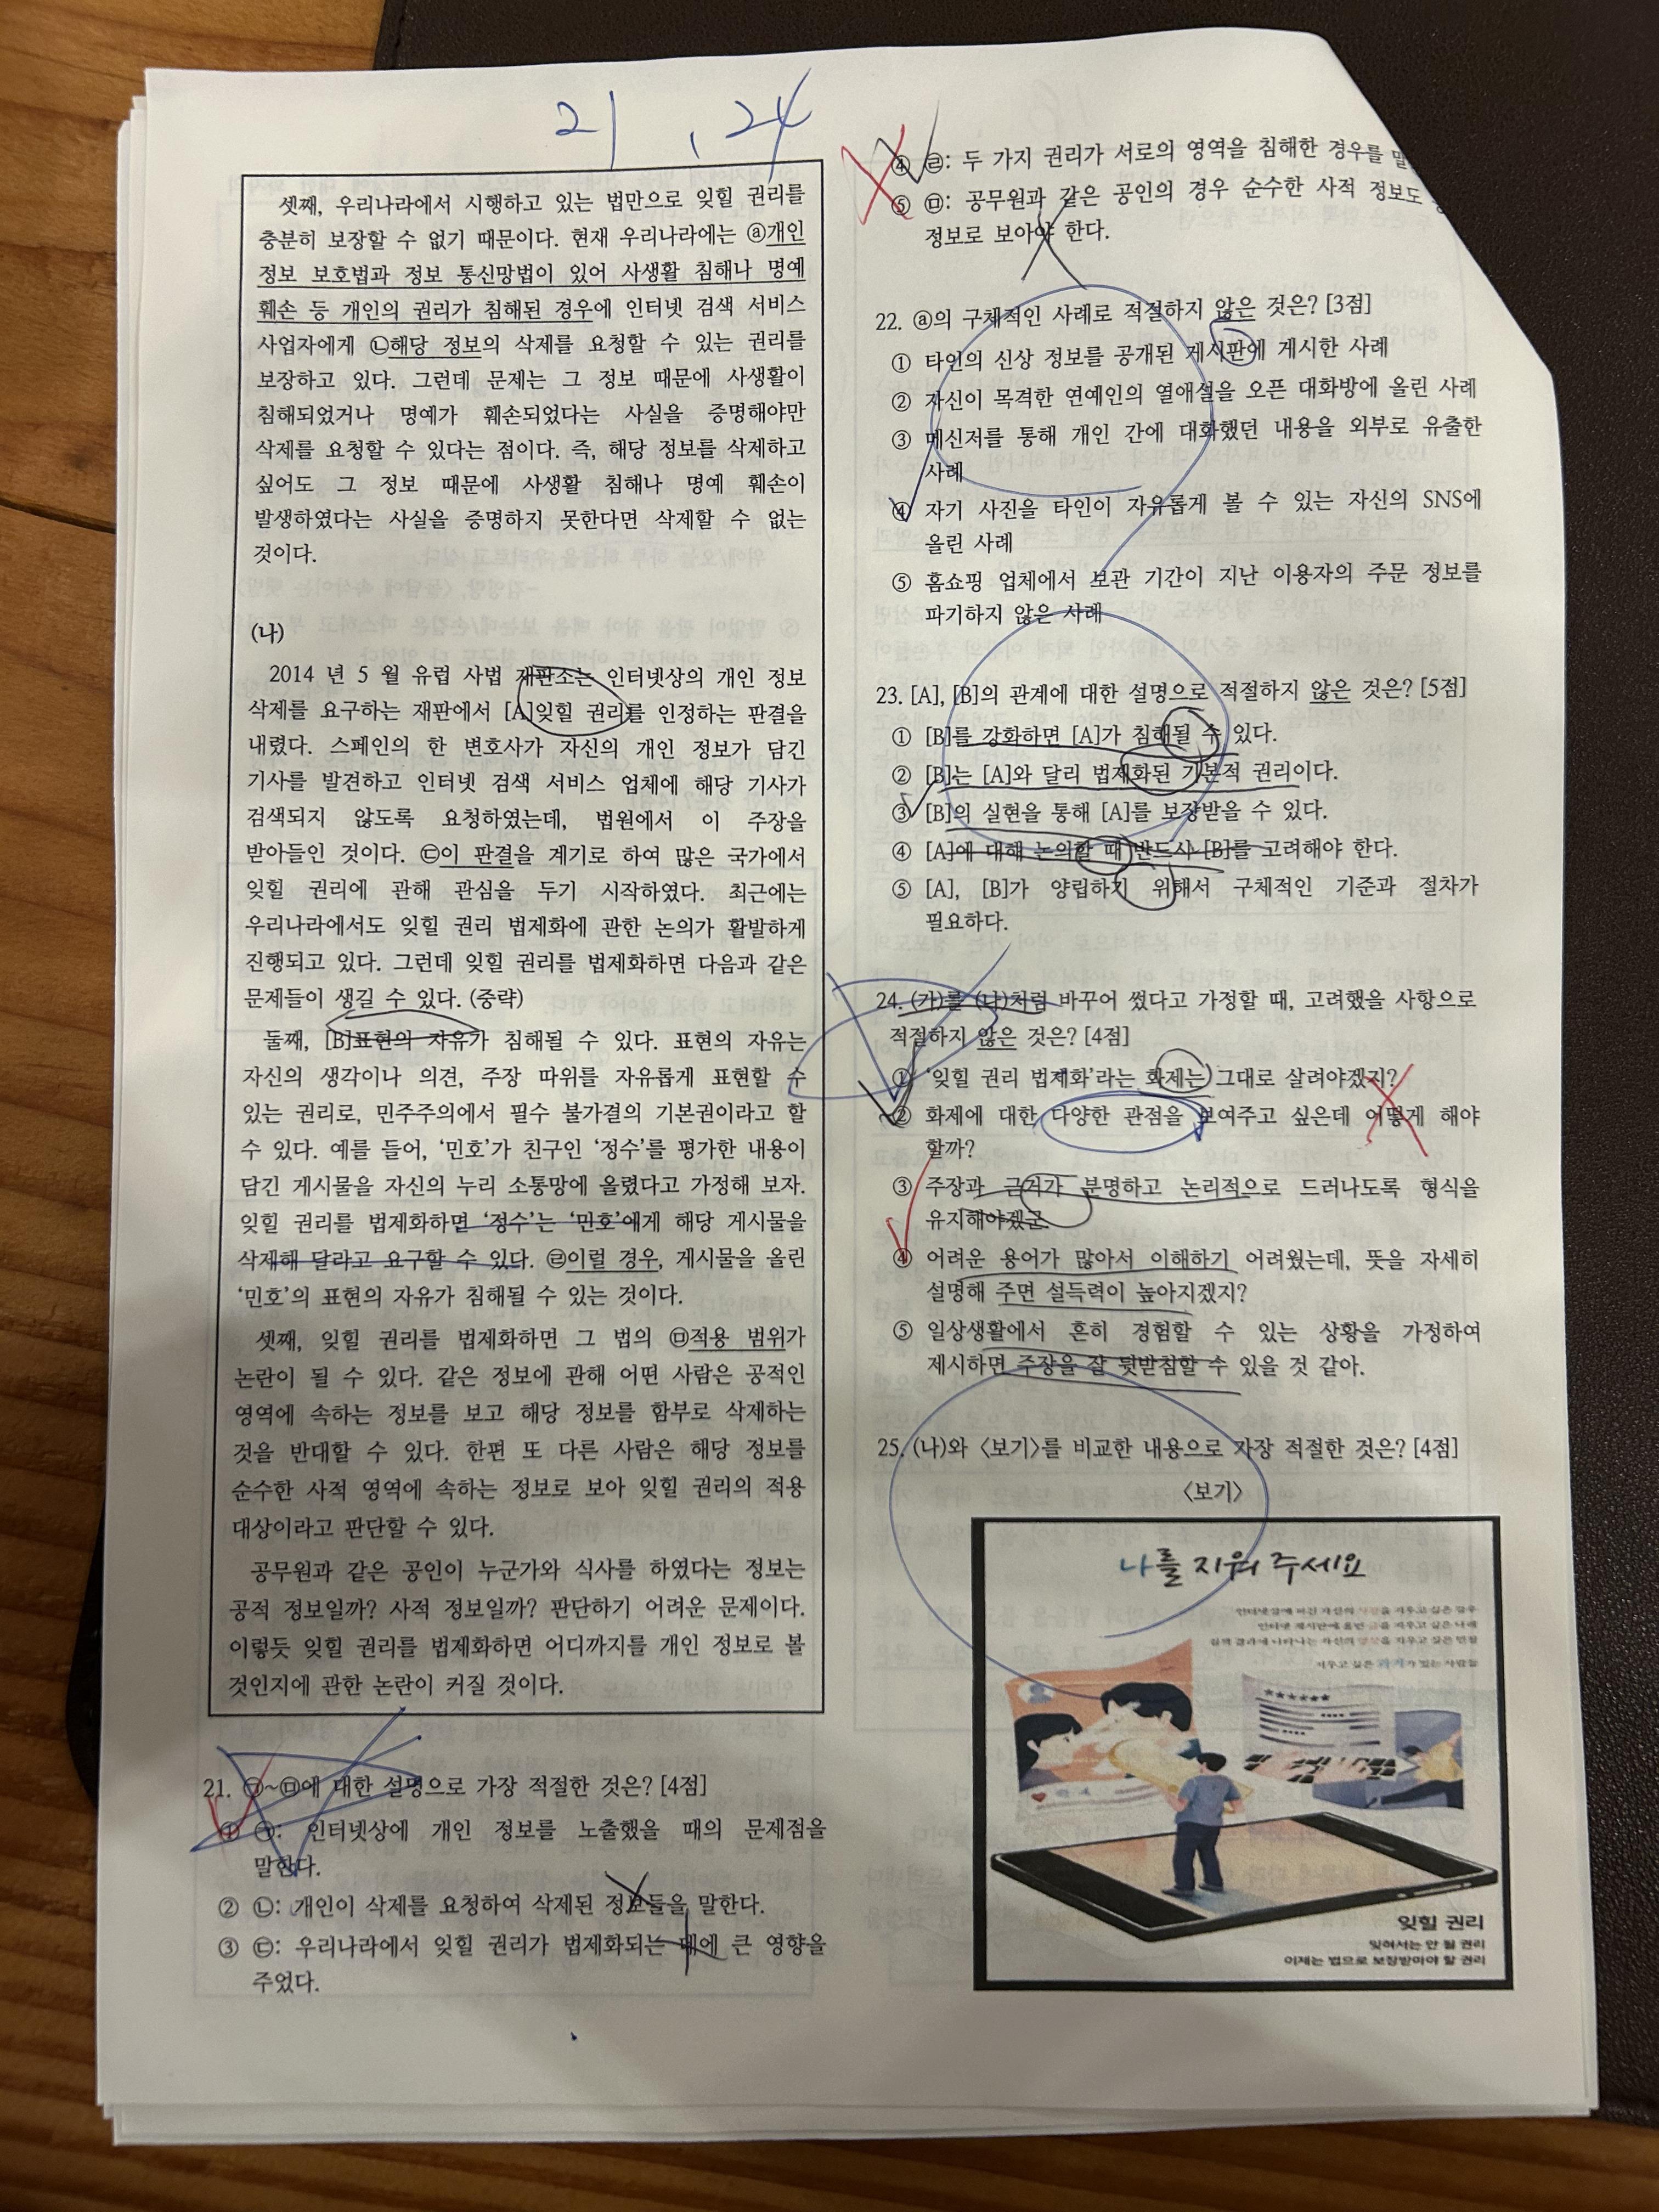 21, 24
셋째, 우리나라에서 시행하고 있는 법만으로 잊힐 권리를
충분히 보장할 수 없기 때문이다. 현재 우리나라에는 ⓐ개인
정보 보호법과 정보 통신망법이 있어 사생활 침해나 명예
훼손 등 개인의 권리가 침해된 경우에 인터넷 검색 서비스
사업자에게 ㉡해당 정보의 삭제를 요청할 수 있는 권리를
보장하고 있다. 그런데 문제는 그 정보 때문에 사생활이
침해되었거나 명예가 훼손되었다는 사실을 증명해야만
삭제를 요청할 수 있다는 점이다. 즉, 해당 정보를 삭제하고
싶어도 그 정보 때문에 사생활 침해나 명예 훼손이
발생하였다는 사실을 증명하지 못한다면 삭제할 수 없는
것이다.
(나)
2014 년 5 월 유럽 사법 재판소는 인터넷상의 개인 정보
삭제를 요구하는 재판에서 [A]잊힐 권리를 인정하는 판결을
내렸다. 스페인의 한 변호사가 자신의 개인 정보가 담긴
기사를 발견하고 인터넷 검색 서비스 업체에 해당 기사가
검색되지 않도록 요청하였는데, 법원에서 이 주장을
받아들인 것이다. ㉢이 판결을 계기로 하여 많은 국가에서
잊힐 권리에 관해 관심을 두기 시작하였다. 최근에는
우리나라에서도 잊힐 권리 법제화에 관한 논의가 활발하게
진행되고 있다. 그런데 잊힐 권리를 법제화하면 다음과 같은
문제들이 생길 수 있다. (중략)
둘째, [B]표현의 자유가 침해될 수 있다. 표현의 자유는
자신의 생각이나 의견, 주장 따위를 자유롭게 표현할 수
있는 권리로, 민주주의에서 필수 불가결의 기본권이라고 할
수 있다. 예를 들어, ‘민호’가 친구인 ‘정수’를 평가한 내용이
담긴 게시물을 자신의 누리 소통망에 올렸다고 가정해 보자.
잊힐 권리를 법제화하면 ‘정수’는 ‘민호’에게 해당 게시물을
삭제해 달라고 요구할 수 있다. ㉣이럴 경우, 게시물을 올린
‘민호’의 표현의 자유가 침해될 수 있는 것이다.
셋째, 잊힐 권리를 법제화하면 그 법의 ㉤적용 범위가
논란이 될 수 있다. 같은 정보에 관해 어떤 사람은 공적인
영역에 속하는 정보를 보고 해당 정보를 함부로 삭제하는
것을 반대할 수 있다. 한편 또 다른 사람은 해당 정보를
순수한 사적 영역에 속하는 정보로 보아 잊힐 권리의 적용
대상이라고 판단할 수 있다.
공무원과 같은 공인이 누군가와 식사를 하였다는 정보는
공적 정보일까? 사적 정보일까? 판단하기 어려운 문제이다.
이렇듯 잊힐 권리를 법제화하면 어디까지를 개인 정보로 볼
것인지에 관한 논란이 커질 것이다.
21. ㉠~㉤에 대한 설명으로 가장 적절한 것은? [4점]
① ㉠: 인터넷상에 개인 정보를 노출했을 때의 문제점을
말한다.
② ㉡: 개인이 삭제를 요청하여 삭제된 정보들을 말한다.
③ ㉢: 우리나라에서 잊힐 권리가 법제화되는 데에 큰 영향을
주었다.
④ ㉣: 두 가지 권리가 서로의 영역을 침해한 경우를
⑤ ㉤: 공무원과 같은 공인의 경우 순수한 사적 정보도
정보로 보아야 한다.
22. ⓐ의 구체적인 사례로 적절하지 않은 것은? [3점]
① 타인의 신상 정보를 공개된 게시판에 게시한 사례
② 자신이 목격한 연예인의 열애설을 오픈 대화방에 올린 사례
③ 메신저를 통해 개인 간에 대화했던 내용을 외부로 유출한
사례
④ 자기 사진을 타인이 자유롭게 볼 수 있는 자신의 SNS에
올린 사례
⑤ 홈쇼핑 업체에서 보관 기간이 지난 이용자의 주문 정보를
파기하지 않은 사례
23. [A], [B]의 관계에 대한 설명으로 적절하지 않은 것은? [5점]
① [B]를 강화하면 [A]가 침해될 수 있다.
② [B]는 [A]와 달리 법제화된 기본적 권리이다.
③ [B]의 실현을 통해 [A]를 보장받을 수 있다.
④ [A]에 대해 논의할 때 반드시 [B]를 고려해야 한다.
⑤ [A], [B]가 양립하기 위해서 구체적인 기준과 절차가
필요하다.
24. (가)를 (나)처럼 바꾸어 썼다고 가정할 때, 고려했을 사항으로
적절하지 않은 것은? [4점]
① ‘잊힐 권리 법제화’라는 화제는 그대로 살려야겠지?
② 화제에 대한 다양한 관점을 보여주고 싶은데 어떻게 해야
할까?
③ 주장과 근거가 분명하고 논리적으로 드러나도록 형식을
유지해야겠군.
④ 어려운 용어가 많아서 이해하기 어려웠는데, 뜻을 자세히
설명해 주면 설득력이 높아지겠지?
⑤ 일상생활에서 흔히 경험할 수 있는 상황을 가정하여
제시하면 주장을 잘 뒷받침할 수 있을 것 같아.
25. (나)와 〈보기〉를 비교한 내용으로 가장 적절한 것은? [4점]
〈보기〉
나를 지워 주세요
인터넷상에 퍼진 자신의 사진을 지우고 싶은 경우
인터넷 게시판에 올린 글을 지우고 싶은 나래
검색 결과에 나타나는 자신의 영상을 지우고 싶은 민철
지우고 싶은 과거가 있는 사람들
잊힐 권리
잊혀서는 안 될 권리
이제는 법으로 보장받아야 할 권리